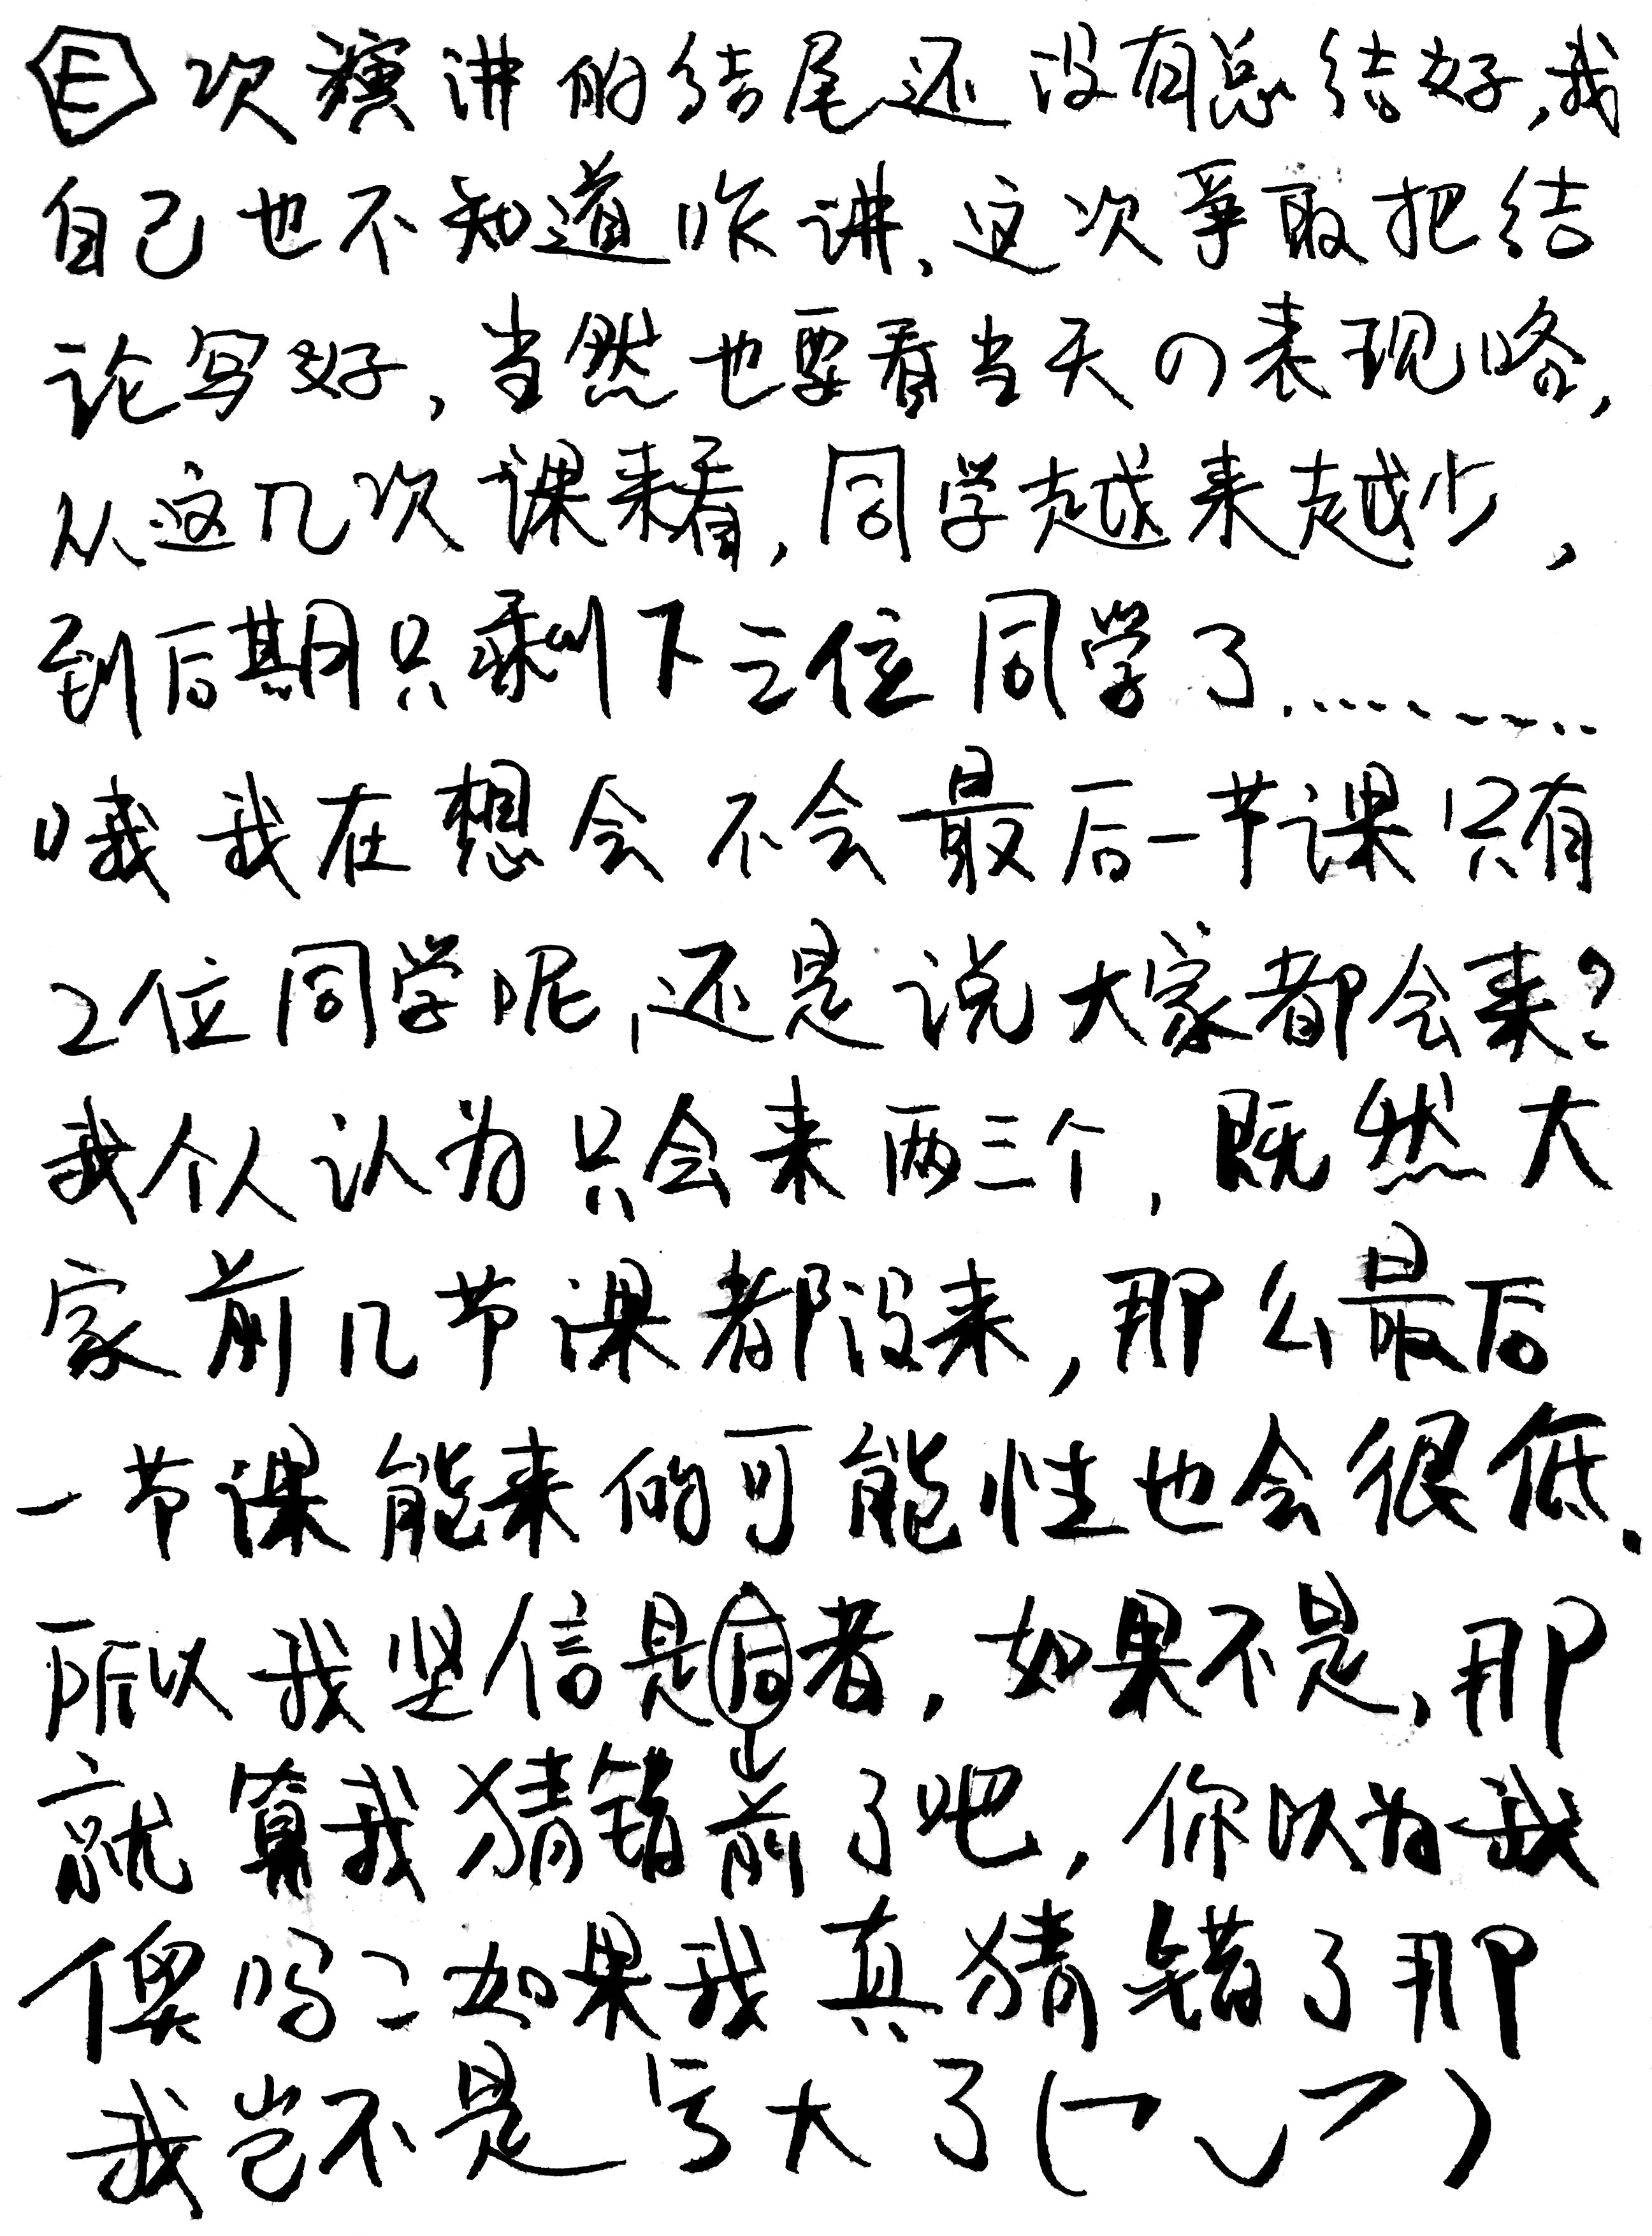 E次演讲的结尾还没有总结好,我
自己也不知道咋讲、这次争取把结
论写好,当然也要看当天の表现咯,
从这几次课来看,同学越来越少,
到后期只剩下三位同学了………
哦我在想会不会最后一节课只有
2位同学呢,还是说大家都会来?
我个人认为只会来两三个,既然大
家前几节课都没来,那么最后
一节课能来的可能性也会很低.
所以我坚信是后者,如果不是,那
就算我猜错前了吧,你以为我
傻吗:如果我真猜错了那
我岂不是亏大了(￢◡￢)